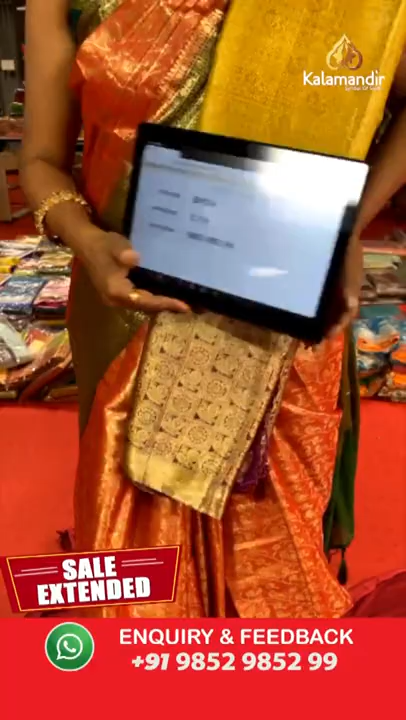 Kalamandir
SALE
EXTENDED
ENQUIRY & FEEDBACK
+91 9852 9852 99